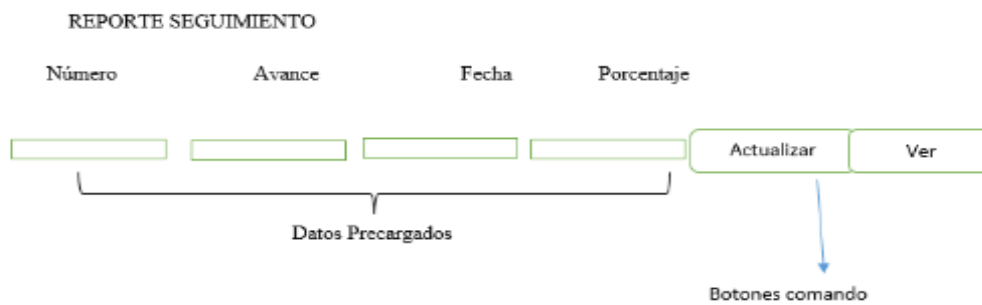 REPORTE SEGUIMIENTO
Número Avance Fecha Porcentaje
Actualizar Ver
Datos Precargados
Botones comando